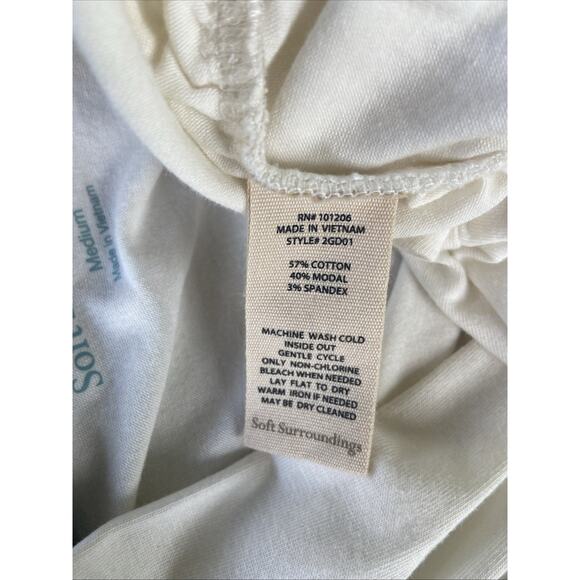 RN# 101206
MADE IN VIETNAM
STYLE# 2GD01
57% COTTON
40% MODAL
3% SPANDEX
MACHINE WASH COLD
INSIDE OUT
GENTLE CYCLE
ONLY NON-CHLORINE
BLEACH WHEN NEEDED
LAY FLAT TO DRY
WARM IRON IF NEEDED
MAY BE DRY CLEANED
Soft Surroundings
Soft
Medium
Made in Vietnam